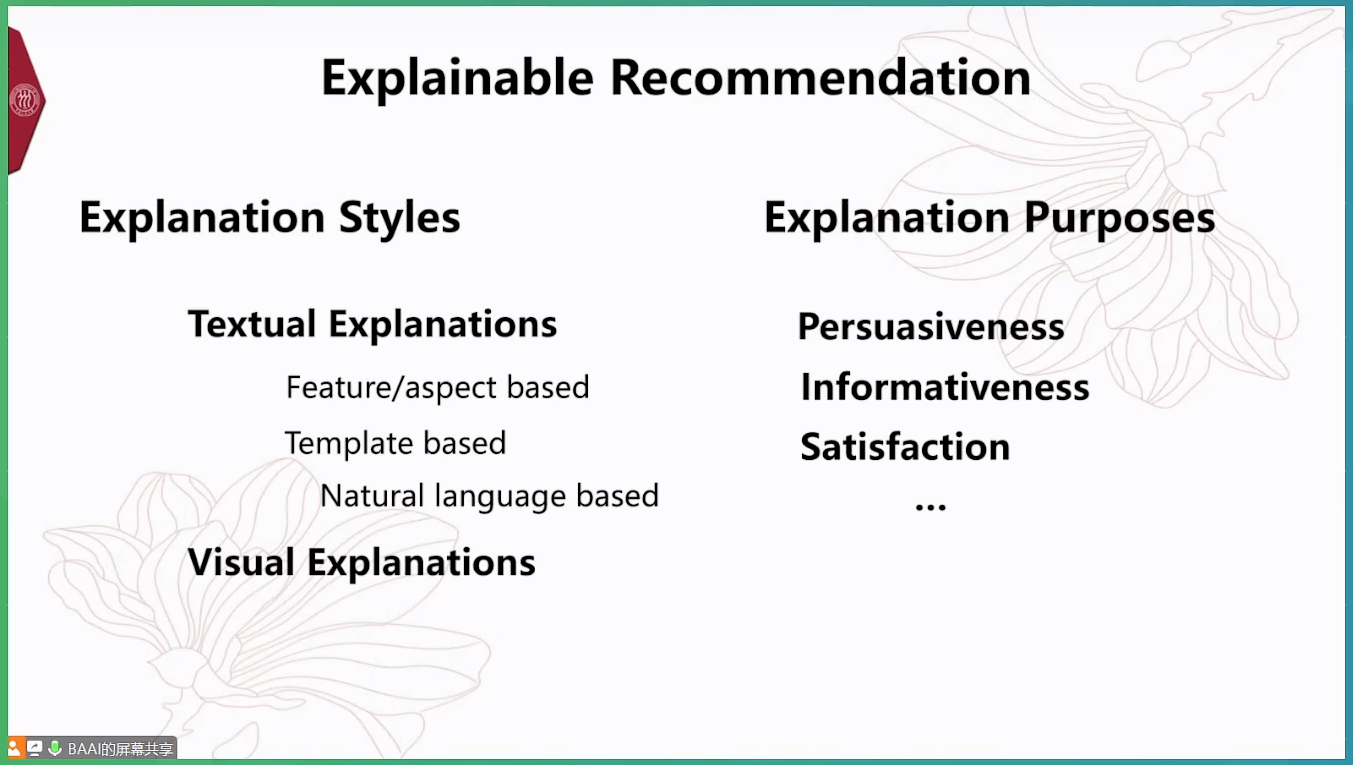 Explainable Recommendation
Explanation Styles
Textual Explanations
Feature/aspect based
Template based
Natural language based
Visual Explanations
Explanation Purposes
Persuasiveness
Informativeness
Satisfaction
...
BAAI的屏幕共享